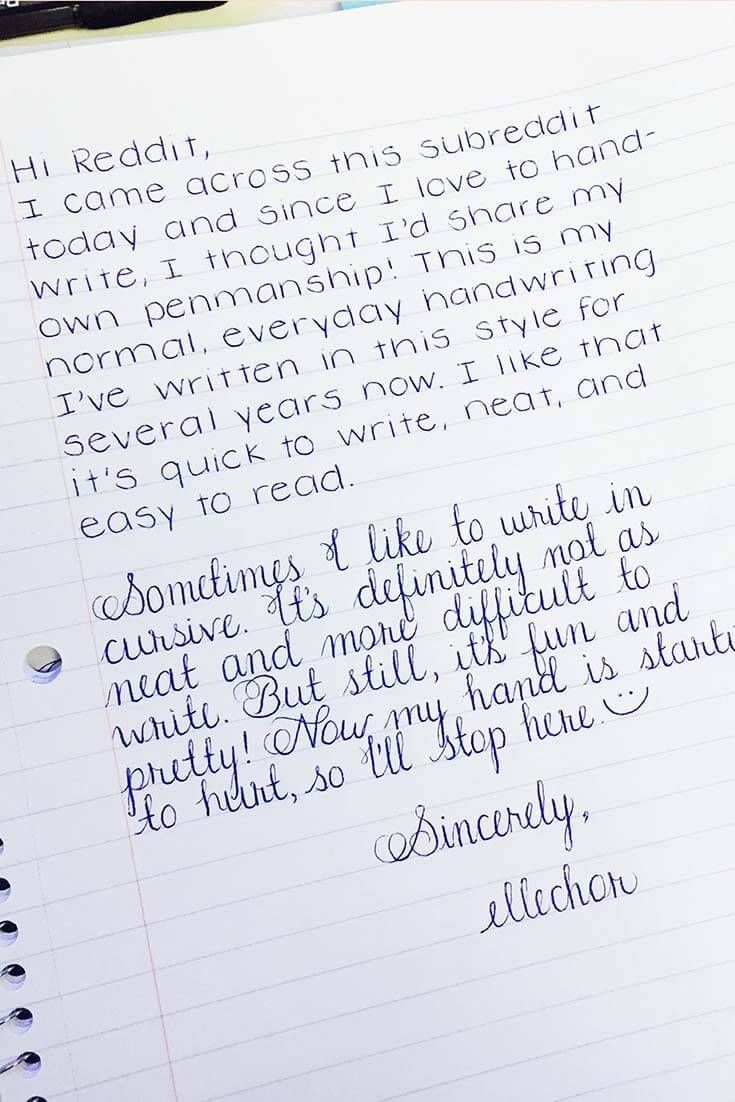 Hi Reddit,
I came across this subreddit
today and since I love to hand-
write, I thought I'd share my
own penmanship! This is my
normal, everyday handwriting
I've written in this style for
several years now. I like that
it's quick to write, neat, and
easy to read.
Sometimes I like to write in
cursive. It's definitely not as
neat and more difficult to
write. But still, it's fun and
pretty! Now my hand is starti
to hurt, so I'll stop here.
Sincerely,
ellechor